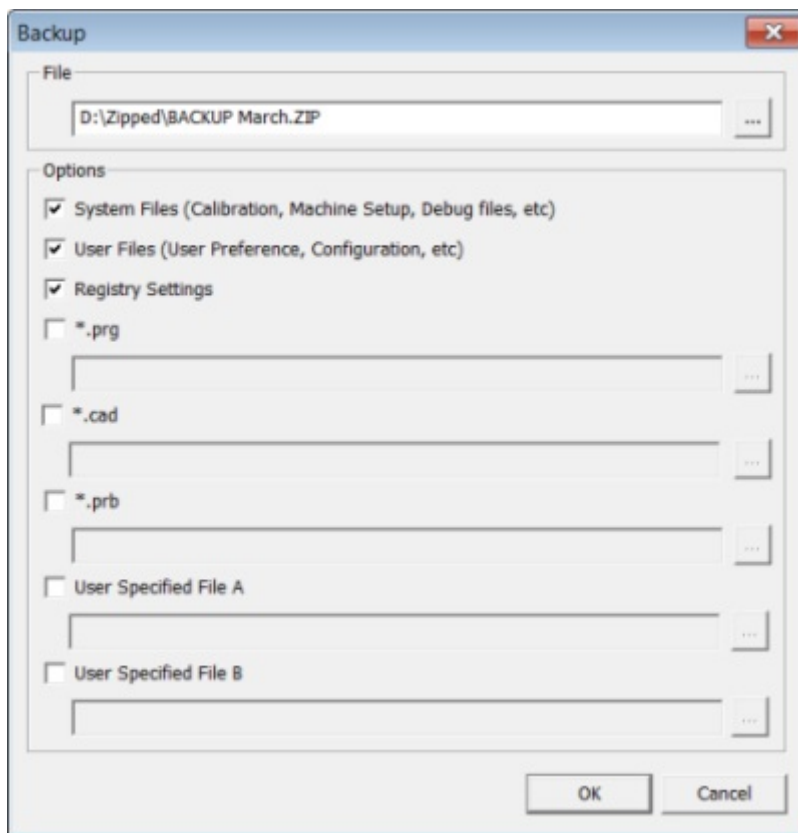 Backup
File
D:\Zipped\BACKUP March.ZIP
...
Options
System Files (Calibration, Machine Setup, Debug files, etc)
User Files (User Preference, Configuration, etc)
Registry Settings
*.prg
...
*.cad
...
*.prb
...
User Specified File A
...
User Specified File B
...
OK
Cancel